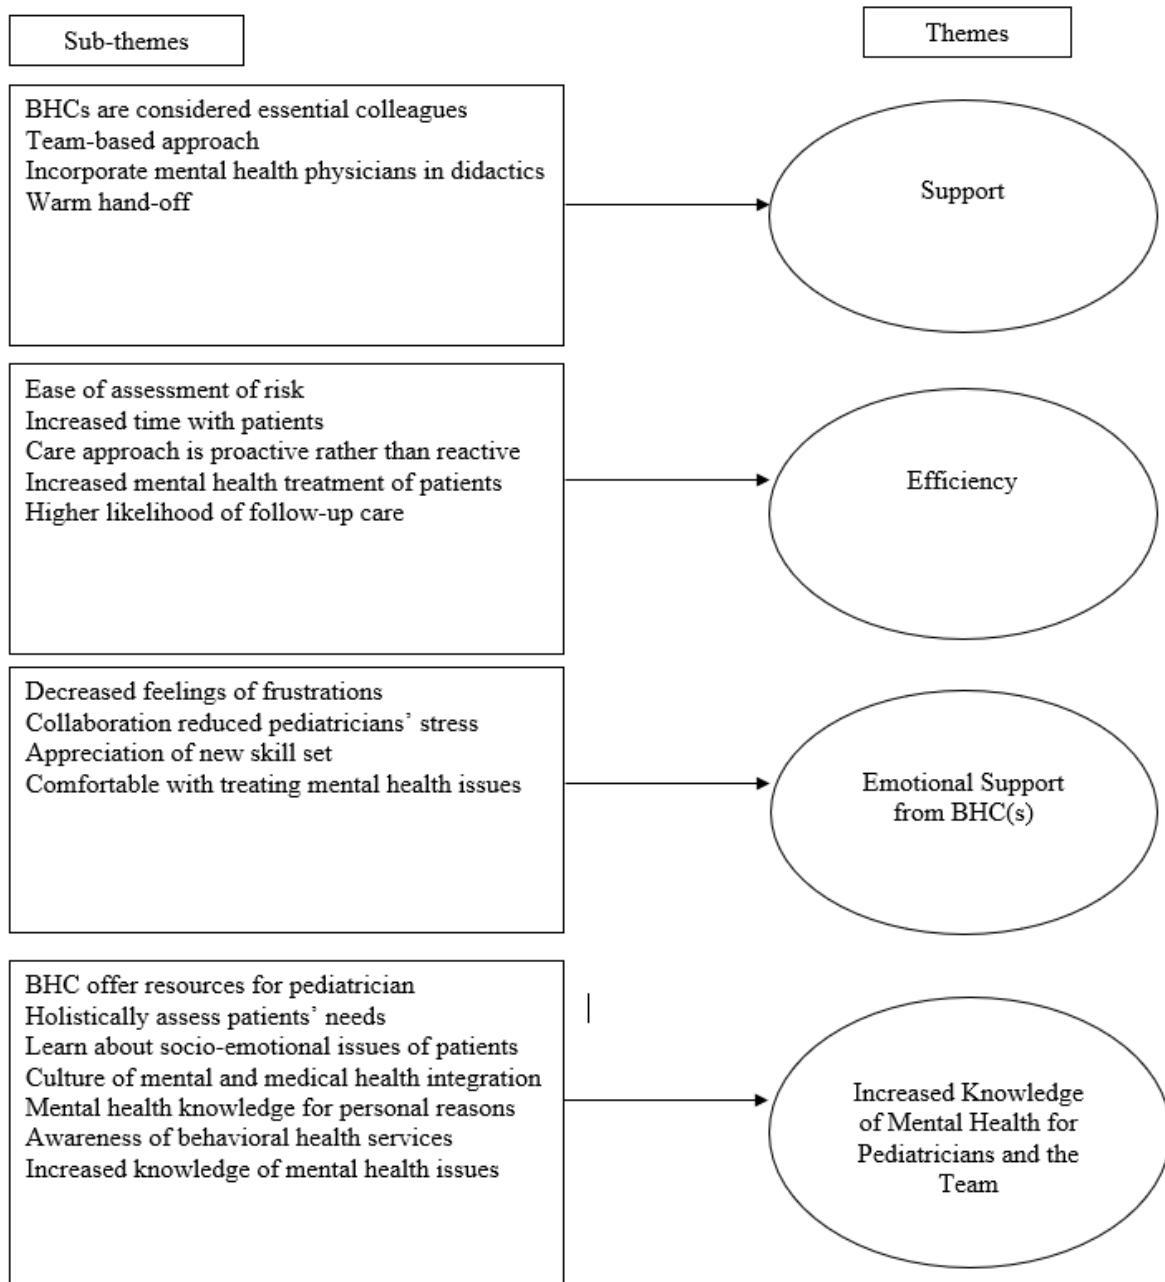 Sub-themes
Themes
BHCs are considered essential colleagues
Team-based approach
Incorporate mental health physicians in didactics
Warm hand-off
Support
Ease of assessment of risk
Increased time with patients
Care approach is proactive rather than reactive
Increased mental health treatment of patients
Higher likelihood of follow-up care
Efficiency
Decreased feelings of frustrations
Collaboration reduced pediatricians’ stress
Appreciation of new skill set
Comfortable with treating mental health issues
Emotional Support
from BHC(s)
BHC offer resources for pediatrician
Holistically assess patients’ needs
Learn about socio-emotional issues of patients
Culture of mental and medical health integration
Mental health knowledge for personal reasons
Awareness of behavioral health services
Increased knowledge of mental health issues
Increased Knowledge
of Mental Health for
Pediatricians and the
Team